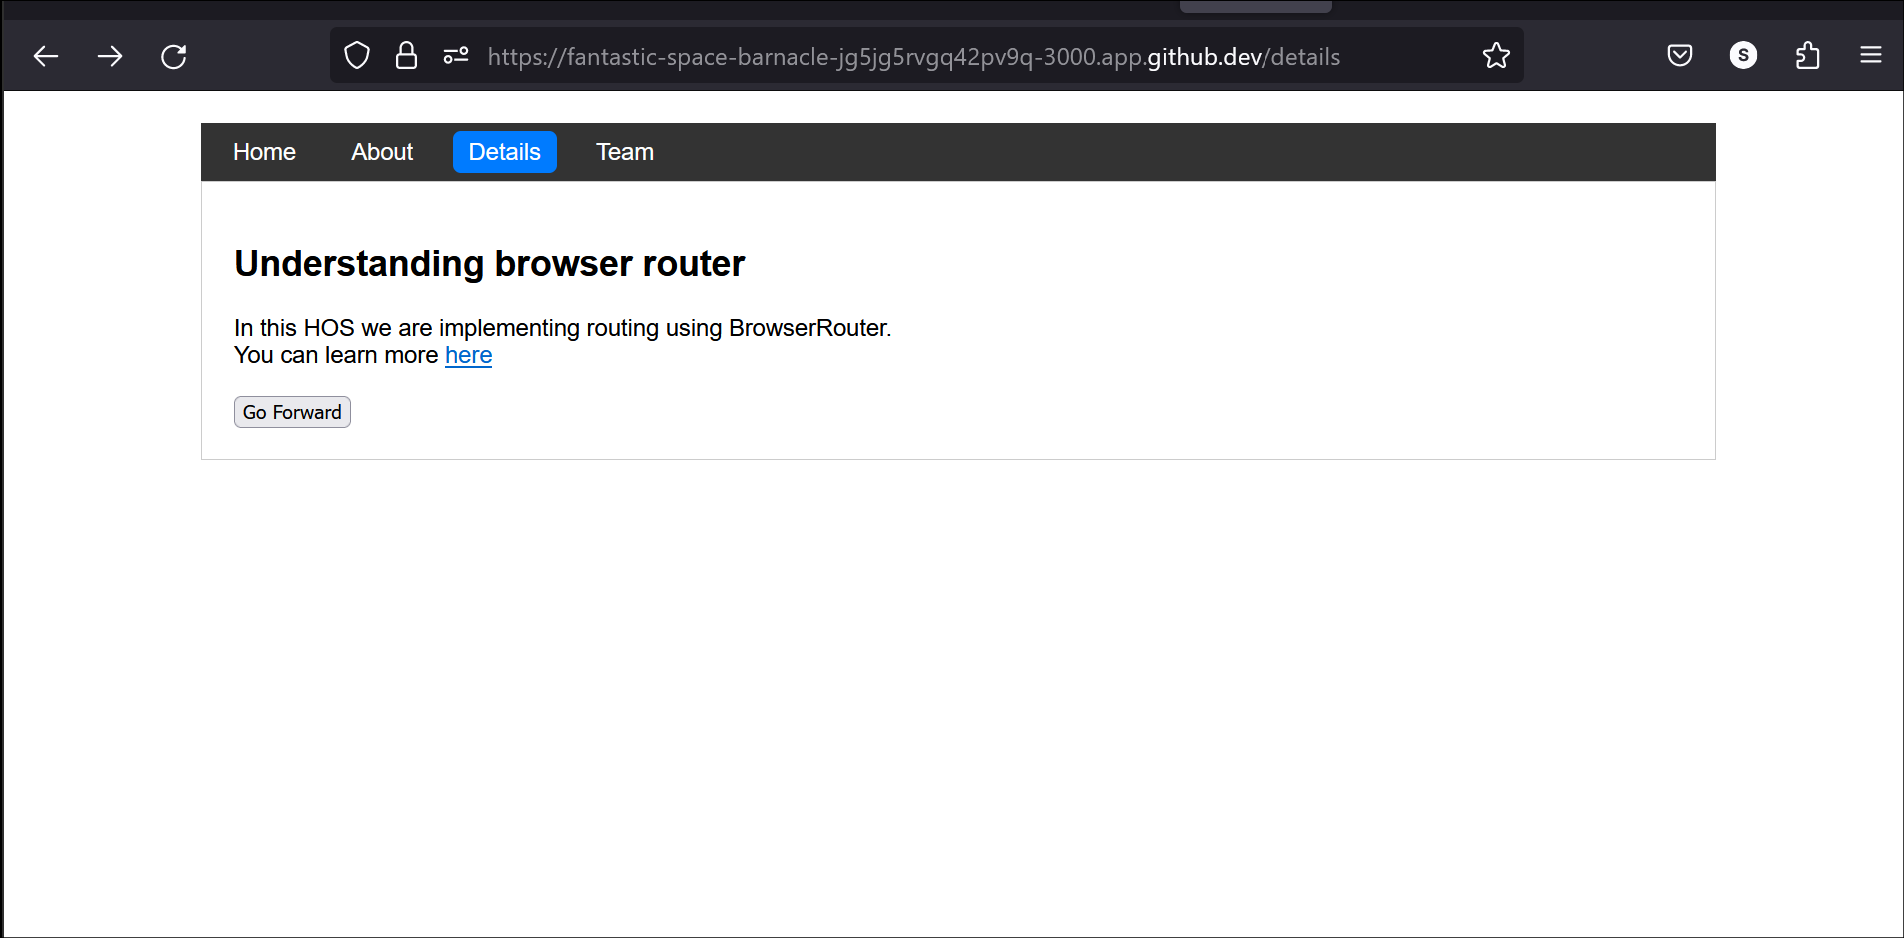 https://fantastic-space-barnacle-jg5jg5rvgq42pv9q-3000.app.github.dev/details
S
Home About Details Team
Understanding browser router
In this HOS we are implementing routing using BrowserRouter.
You can learn more here
Go Forward